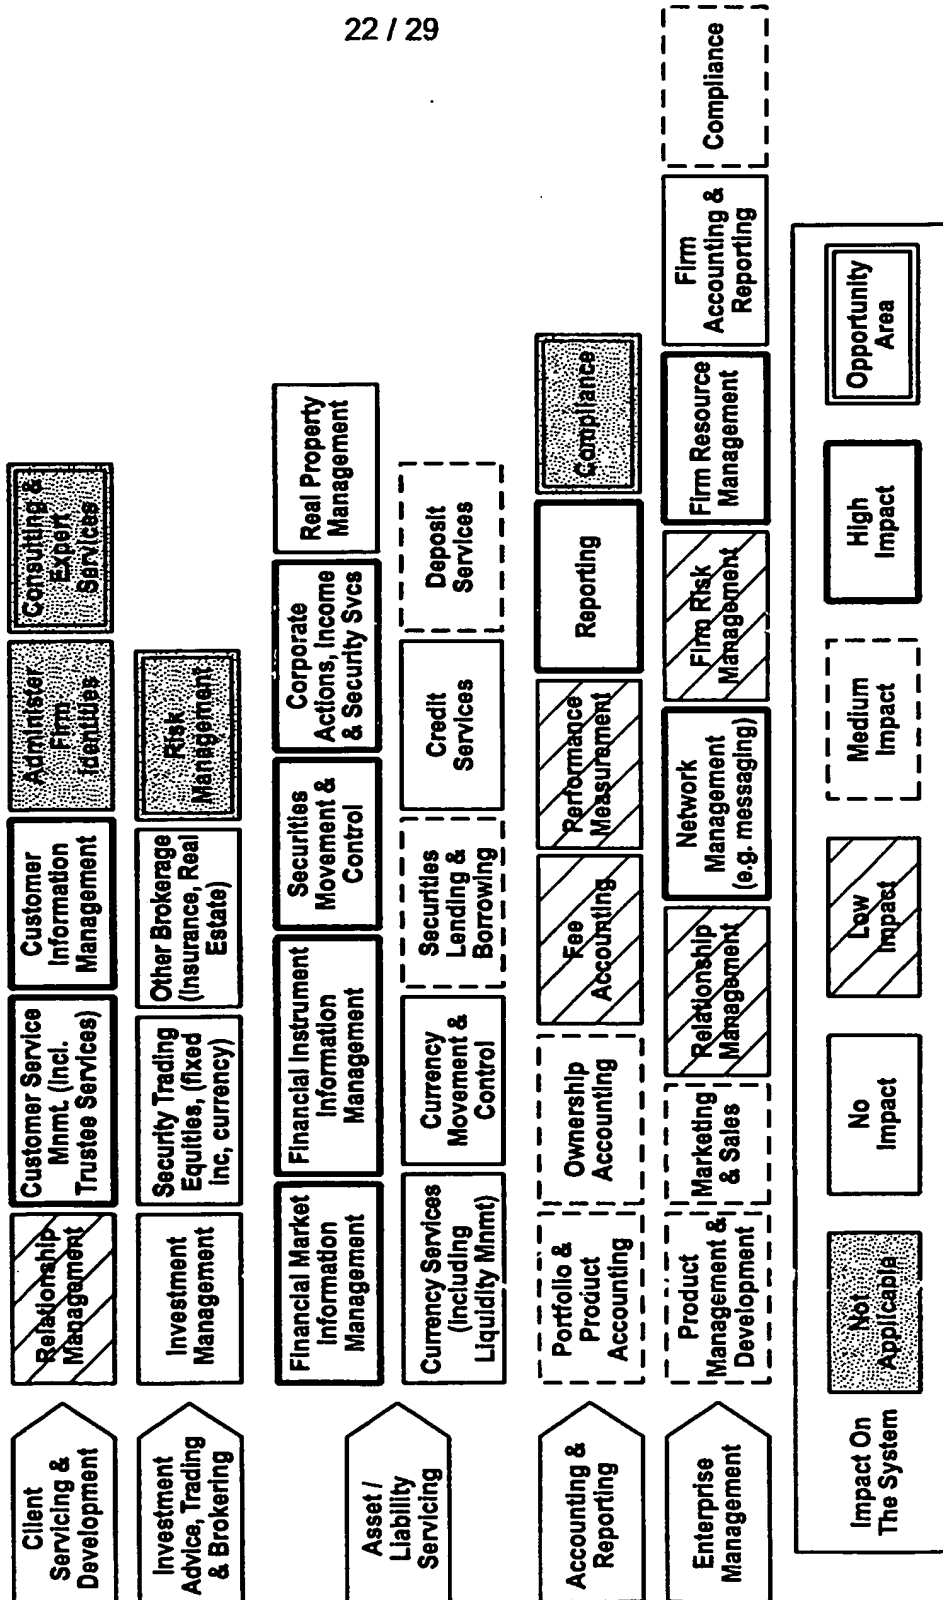 22 / 29
Client
Servicing &
Development
Relationship
Management
Customer Service
Mnmt. (incl.
Trustee Services)
Customer
Information
Management
Administer
Firm
Identities
Consulting &
Expert
Services
Investment
Advice, Trading
& Brokering
Investment
Management
Security Trading
Equities, (fixed
inc, currency)
Other Brokerage
(Insurance, Real
Estate)
Risk
Management
Asset /
Liability
Servicing
Financial Market
Information
Management
Financial Instrument
Information
Management
Securities
Movement &
Control
Corporate
Actions, Income
& Security Svcs
Real Property
Management
Currency Services
(Including
Liquidity Mnmt)
Currency
Movement &
Control
Securities
Lending &
Borrowing
Credit
Services
Deposit
Services
Accounting &
Reporting
Portfolio &
Product
Accounting
Ownership
Accounting
Fee
Accounting
Performance
Measurement
Reporting
Compliance
Enterprise
Management
Product
Management &
Development
Marketing
& Sales
Relationship
Management
Network
Management
(e.g. messaging)
Firm Risk
Management
Firm Resource
Management
Firm
Accounting &
Reporting
Compliance
Impact On
The System
Not
Applicable
No
Impact
Low
Impact
Medium
Impact
High
Impact
Opportunity
Area